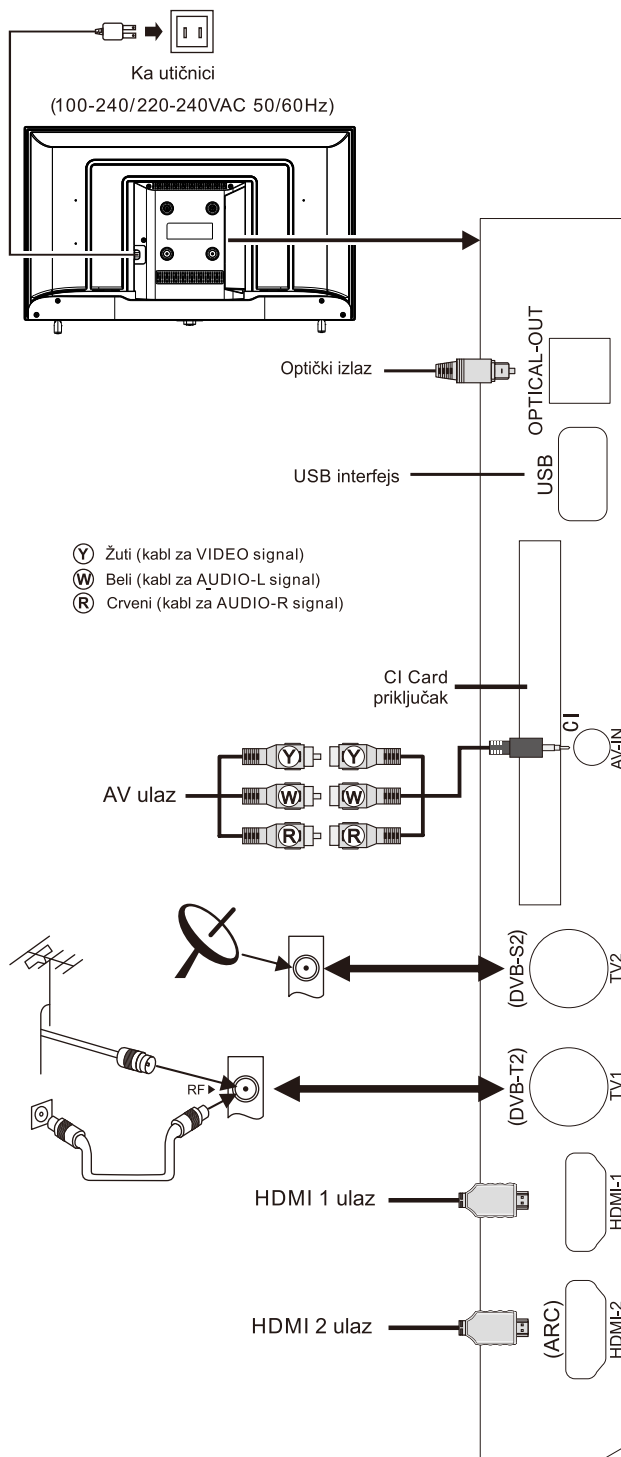 Ka utičnici
(100-240/220-240VAC 50/60Hz)
Optički izlaz
OPTICAL-OUT
USB interfejs
USB
Y Žuti (kabl za VIDEO signal)
W Beli (kabl za AUDIO-L signal)
R Crveni (kabl za AUDIO-R signal)
CI Card
priključak
CI
AV-IN
AV ulaz
Y Y
W W
R R
(DVB-S2)
TV2
RF
(DVB-T2)
TV1
HDMI 1 ulaz
HDMI-1
HDMI 2 ulaz
(ARC)
HDMI-2